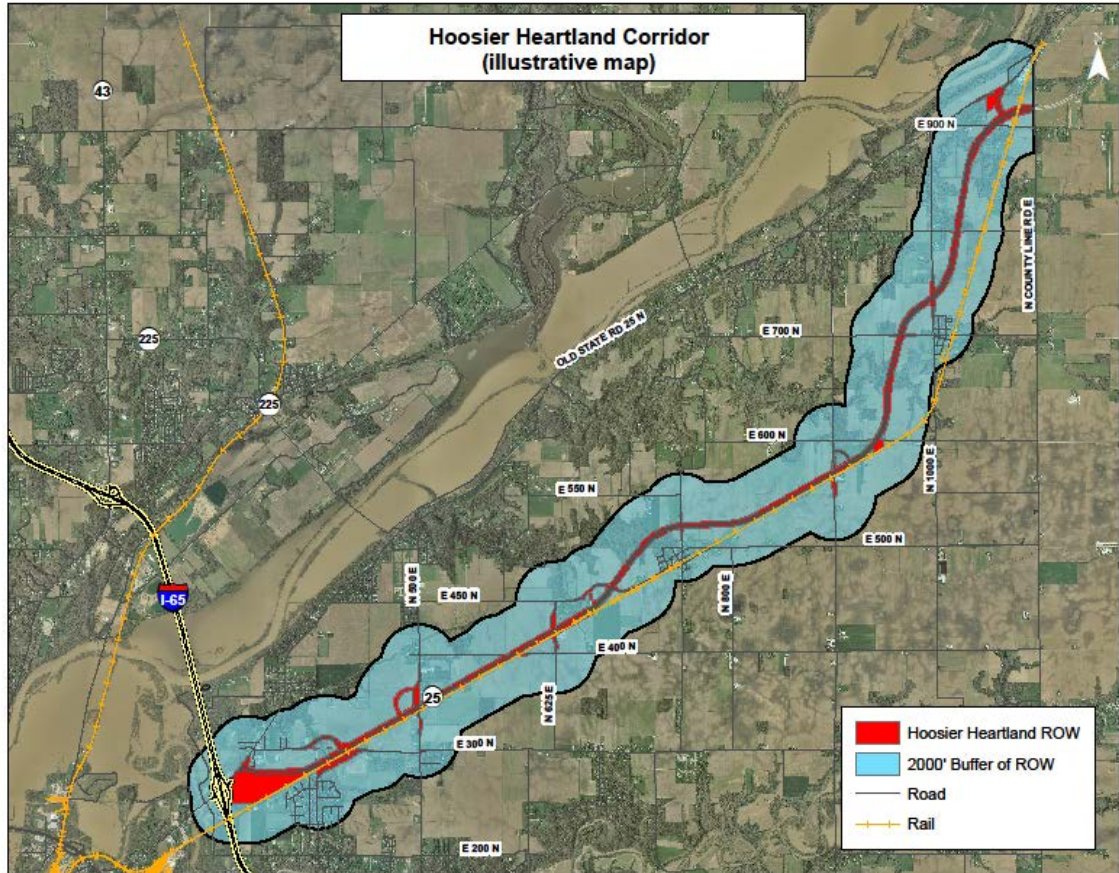 Hoosier Heartland Corridor
(illustrative map)
N
43
E 900 N
N COUNTY LINE RD E
225
E 700 N
OLD STATE RD 25 N
225
E 600 N
N 1000 E
E 550 N
E 500 N
I-65
N 500 E
E 450 N
N 800 E
E 400 N
25
N 625 E
E 300 N
E 200 N
Hoosier Heartland ROW
2000' Buffer of ROW
Road
Rail